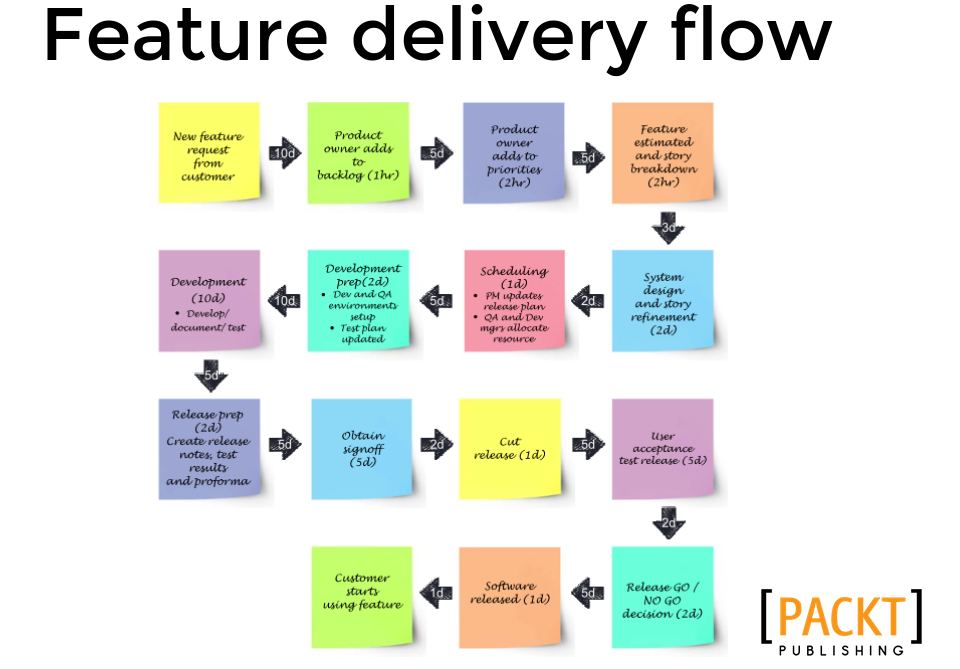 Feature delivery flow
New feature
request
from
customer
10d
Product
owner adds
to
backlog (1hr)
5d
Product
owner
adds to
priorities
(2hr)
5d
Feature
estimated
and story
breakdown
(2hr)
3d
System
design
and story
refinement
(2d)
2d
Scheduling
(1d)
• PM updates
release plan
• QA and Dev
mgrs allocate
resource
5d
Development
prep(2d)
• Dev and QA
environments
setup
• Test plan
updated
10d
Development
(10d)
• Develop/
document/test
5d
Release prep
(2d)
Create release
notes, test
results
and proforma
5d
Obtain
signoff
(5d)
2d
Cut
release (1d)
5d
User
acceptance
test release (5d)
2d
Release GO /
NO GO
decision (2d)
5d
Software
released (1d)
1d
Customer
starts
using feature
[PACKT]
PUBLISHING